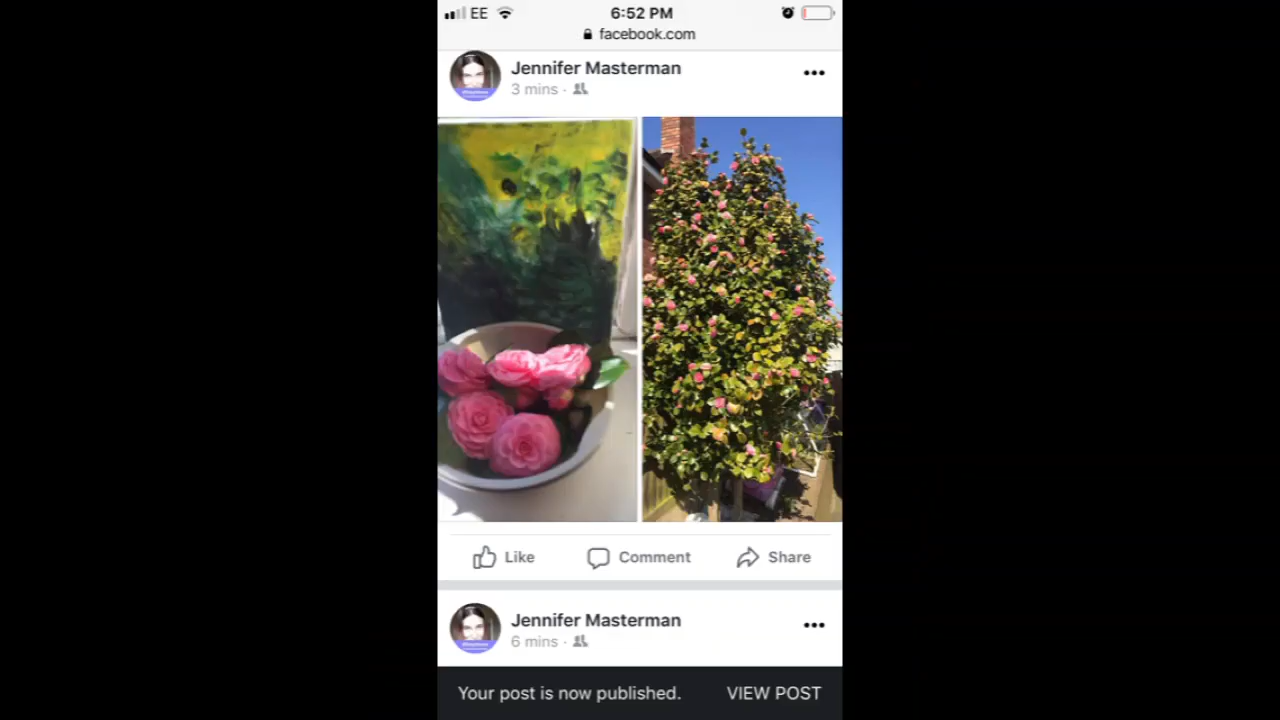 EE
6:52 PM
facebook.com
Jennifer Masterman
3 mins ·
Like
Comment
Share
Jennifer Masterman
6 mins ·
Your post is now published.
VIEW POST